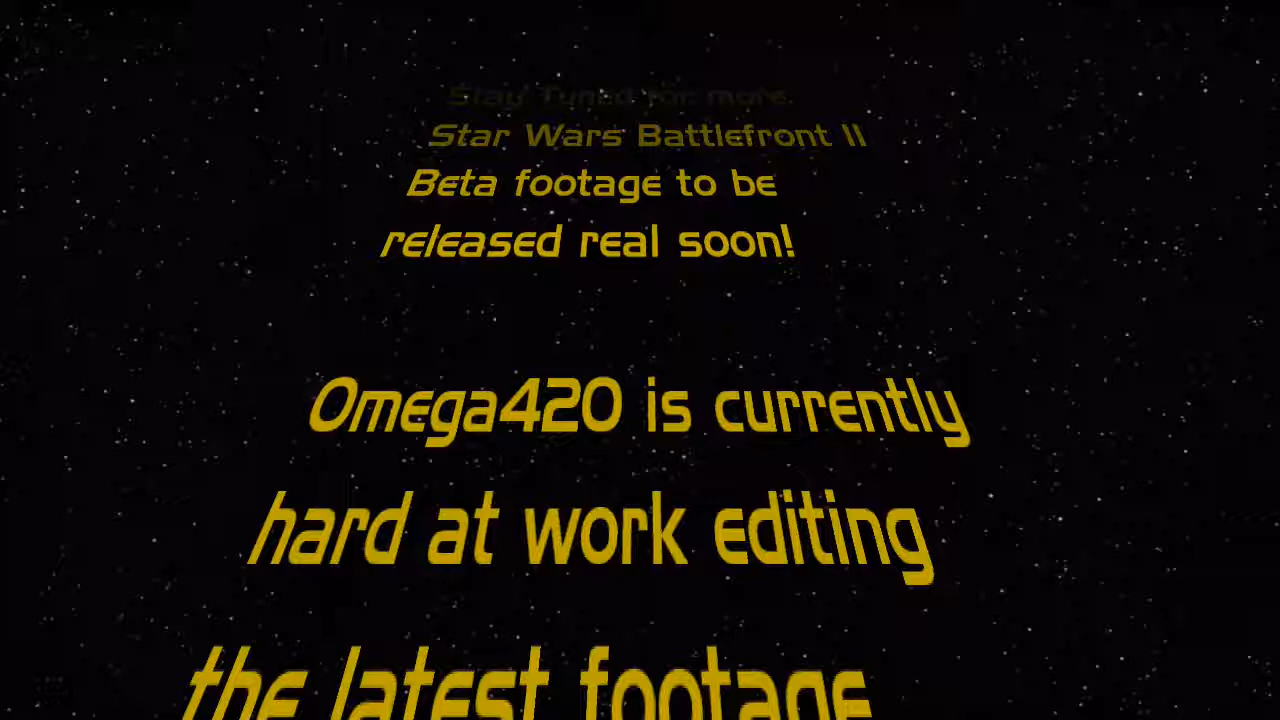 Stay Tuned for more.
Star Wars Battlefront II
Beta footage to be
released real soon!
Omega420 is currently
hard at work editing
the latest footage